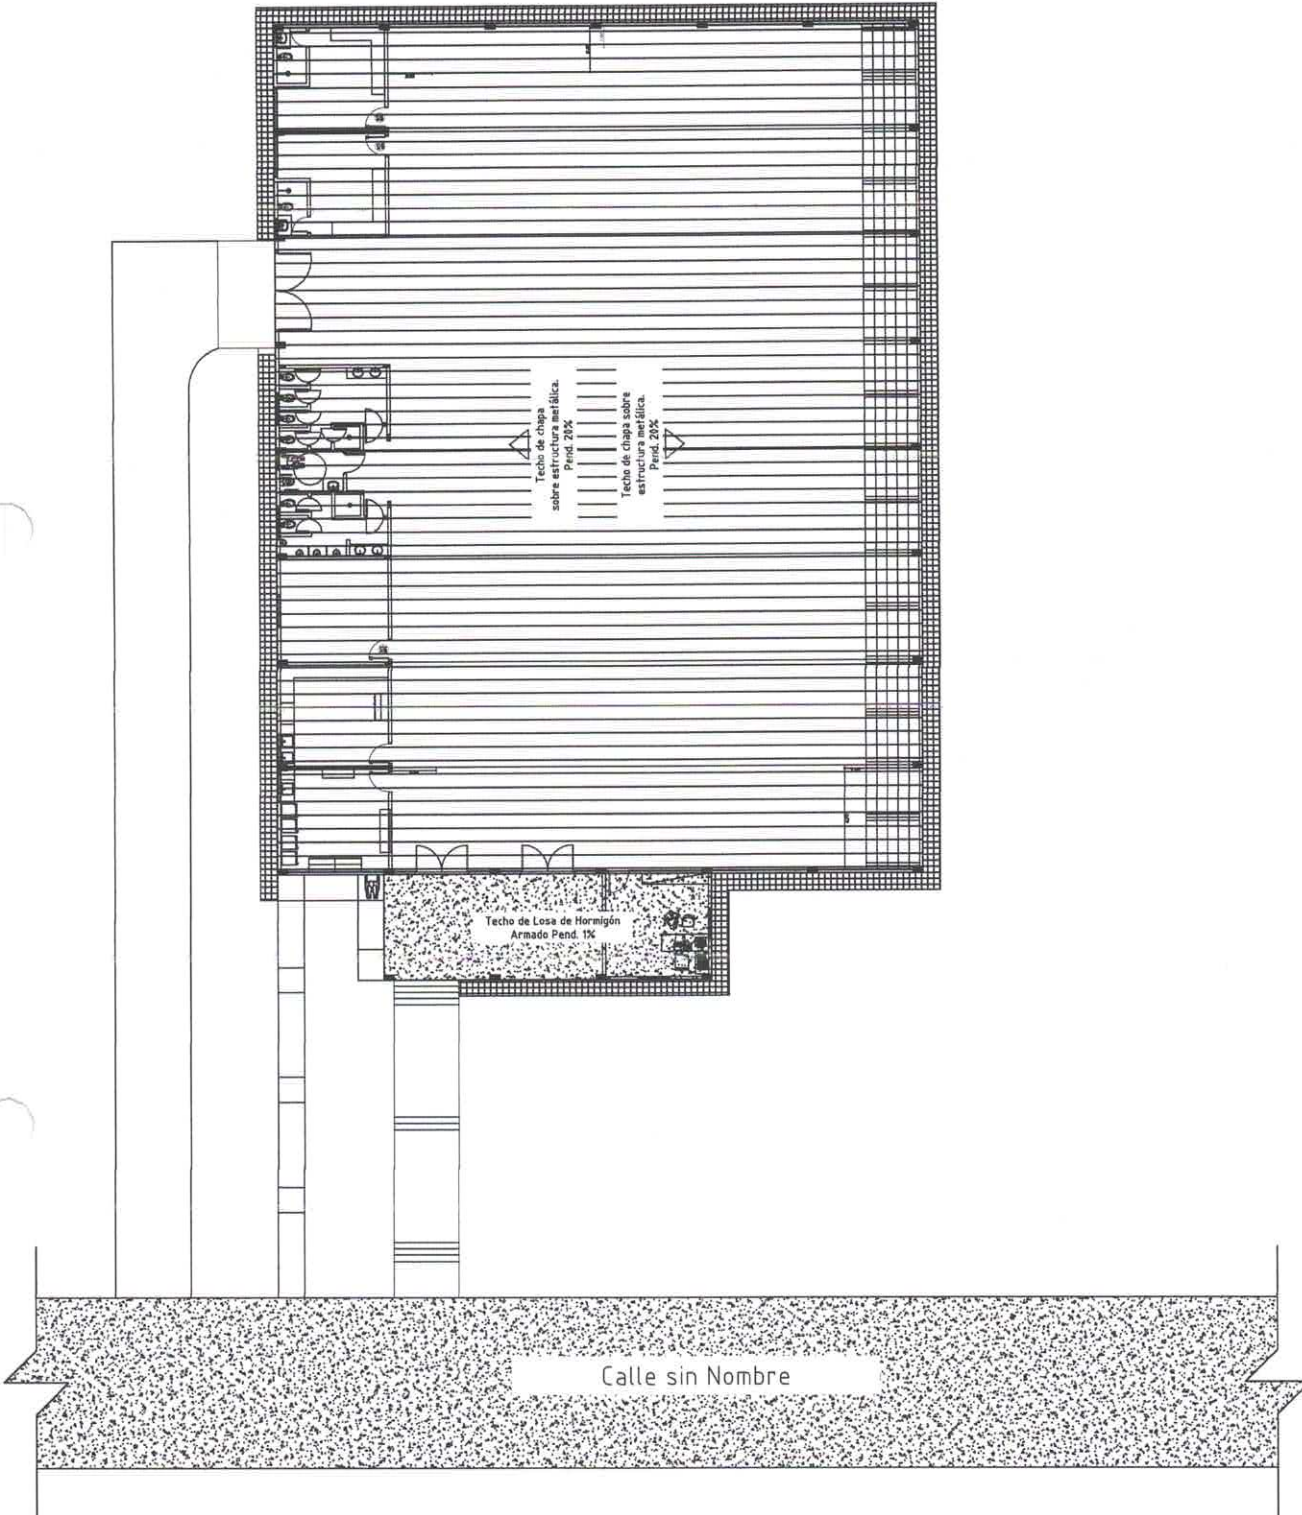 Techo de chapa
sobre estructura metálica.
Pend. 20%
Techo de chapa sobre
estructura metálica.
Pend. 20%
Techo de Losa de Hormigón
Armado Pend. 1%
Calle sin Nombre